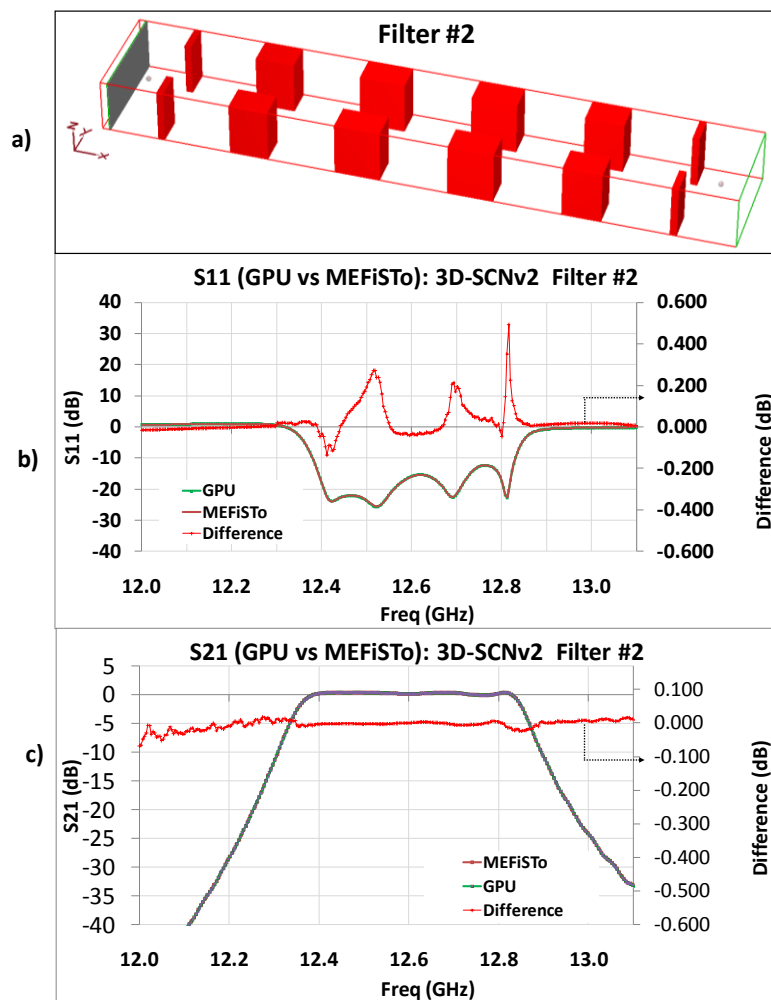 a)
Filter #2
Z
Y
X
b)
S11 (GPU vs MEFiSTo): 3D-SCNv2 Filter #2
S11 (dB)
40
30
20
10
0
-10
-20
-30
-40
GPU
MEFiSTo
Difference
0.600
0.400
0.200
0.000
-0.200
-0.400
-0.600
Difference (dB)
12.0 12.2 12.4 12.6 12.8 13.0
Freq (GHz)
c)
S21 (GPU vs MEFiSTo): 3D-SCNv2 Filter #2
S21 (dB)
5
0
-5
-10
-15
-20
-25
-30
-35
-40
MEFiSTo
GPU
Difference
0.100
0.000
-0.100
-0.200
-0.300
-0.400
-0.500
-0.600
Difference (dB)
12.0 12.2 12.4 12.6 12.8 13.0
Freq (GHz)